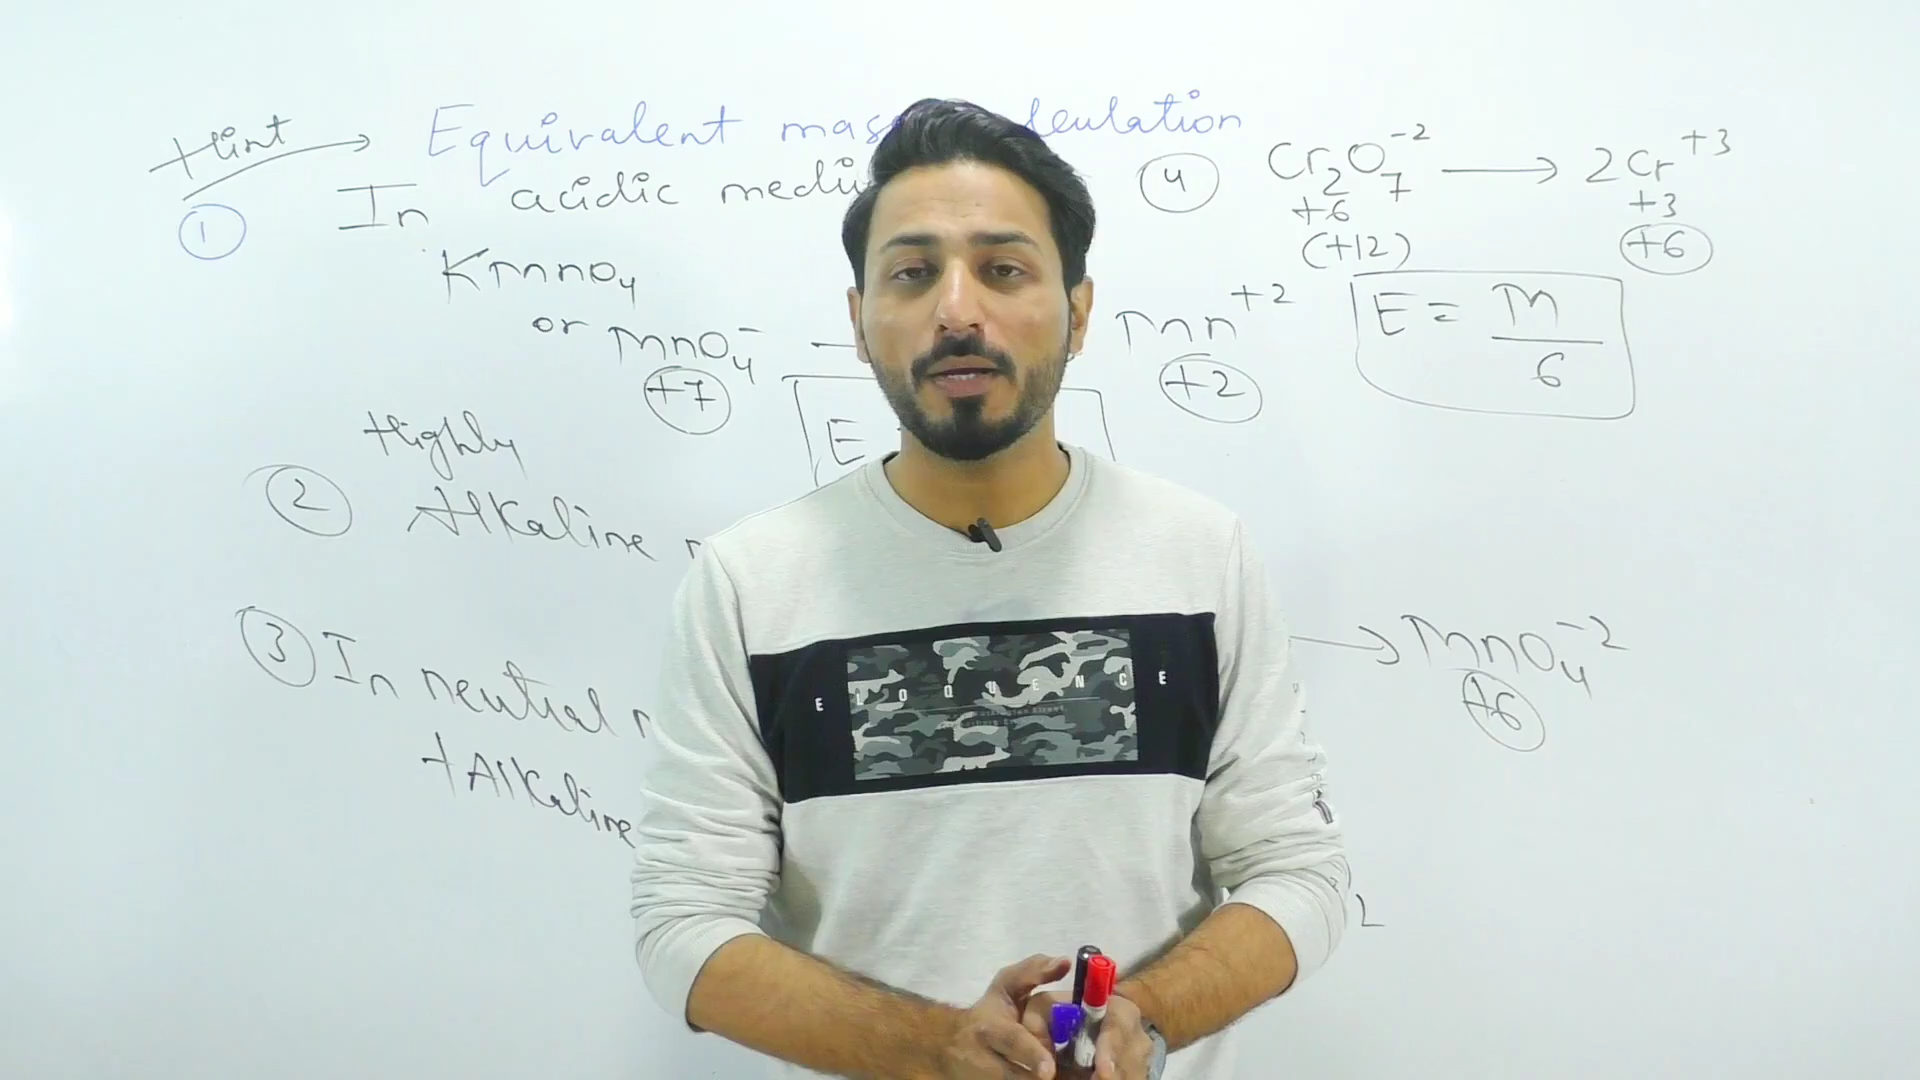 Hint → Equivalent mass
① In acidic medi
KMnO₄
or MnO₄⁻ Mn⁺²
+7 +2
E
④ Cr₂O₇⁻² → 2Cr⁺³
+6 +3
(+12) +6
E = M/6
② Highly
Alkaline
③ In neutral
+Alkaline
→ MnO₄⁻²
+6
ELOQUENCE